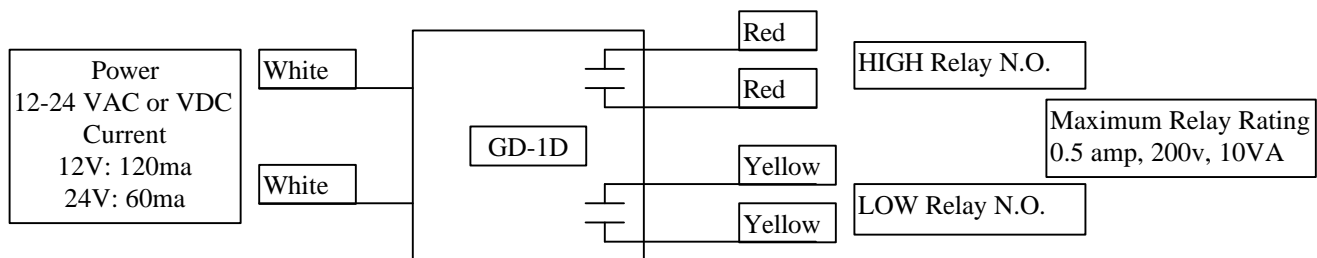 Power
12-24 VAC or VDC
Current
12V: 120ma
24V: 60ma
White
White
GD-1D
Red
Red
Yellow
Yellow
HIGH Relay N.O.
LOW Relay N.O.
Maximum Relay Rating
0.5 amp, 200v, 10VA